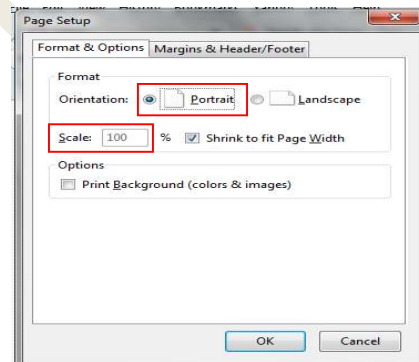 Page Setup
Format & Options Margins & Header/Footer
Format
Orientation: Portrait Landscape
Scale: 100 % Shrink to fit Page Width
Options
Print Background (colors & images)
OK Cancel